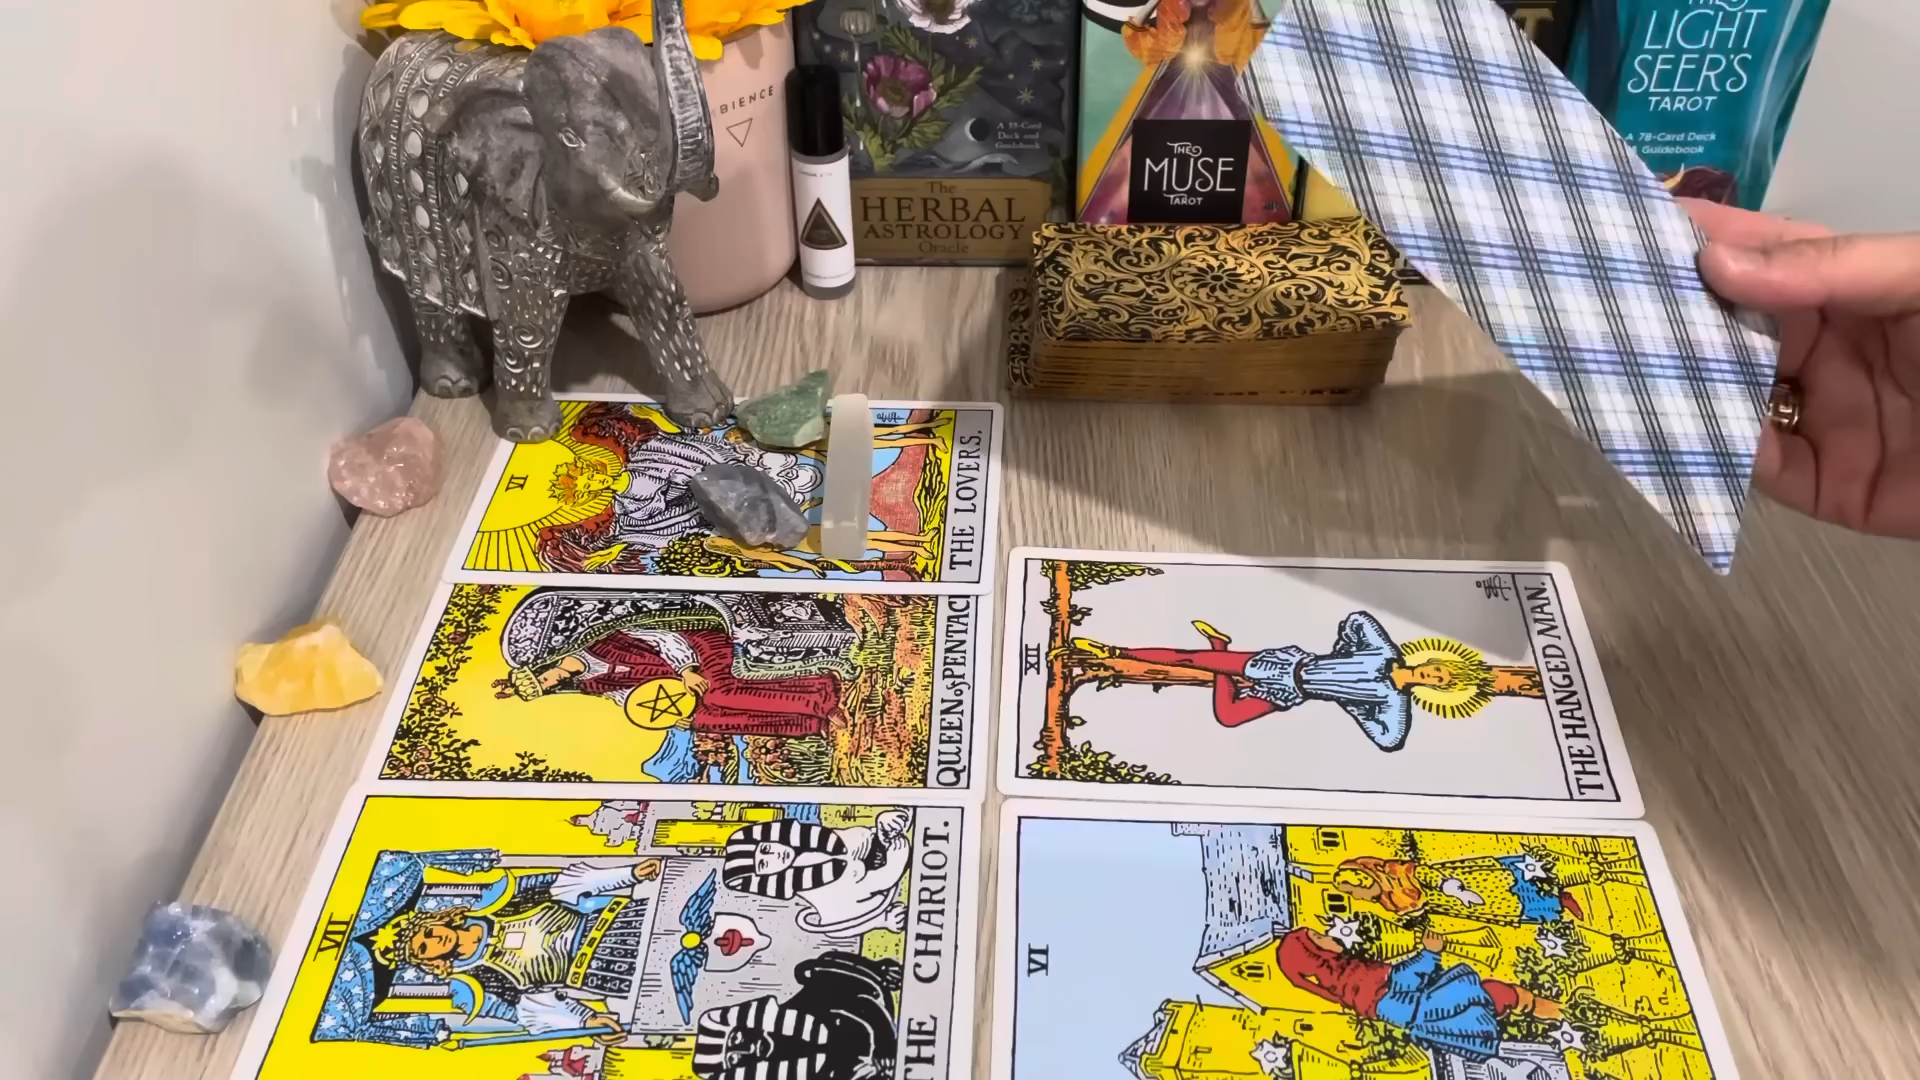 BIENCE
A 55-Card
Deck and
Guidebook
The
HERBAL
ASTROLOGY
Oracle
THE
MUSE
TAROT
THE
LIGHT
SEER'S
TAROT
A 78-Card Deck
& Guidebook
VI
THE LOVERS.
QUEEN of PENTAC
XII
THE HANGED MAN.
VII
THE CHARIOT.
VI